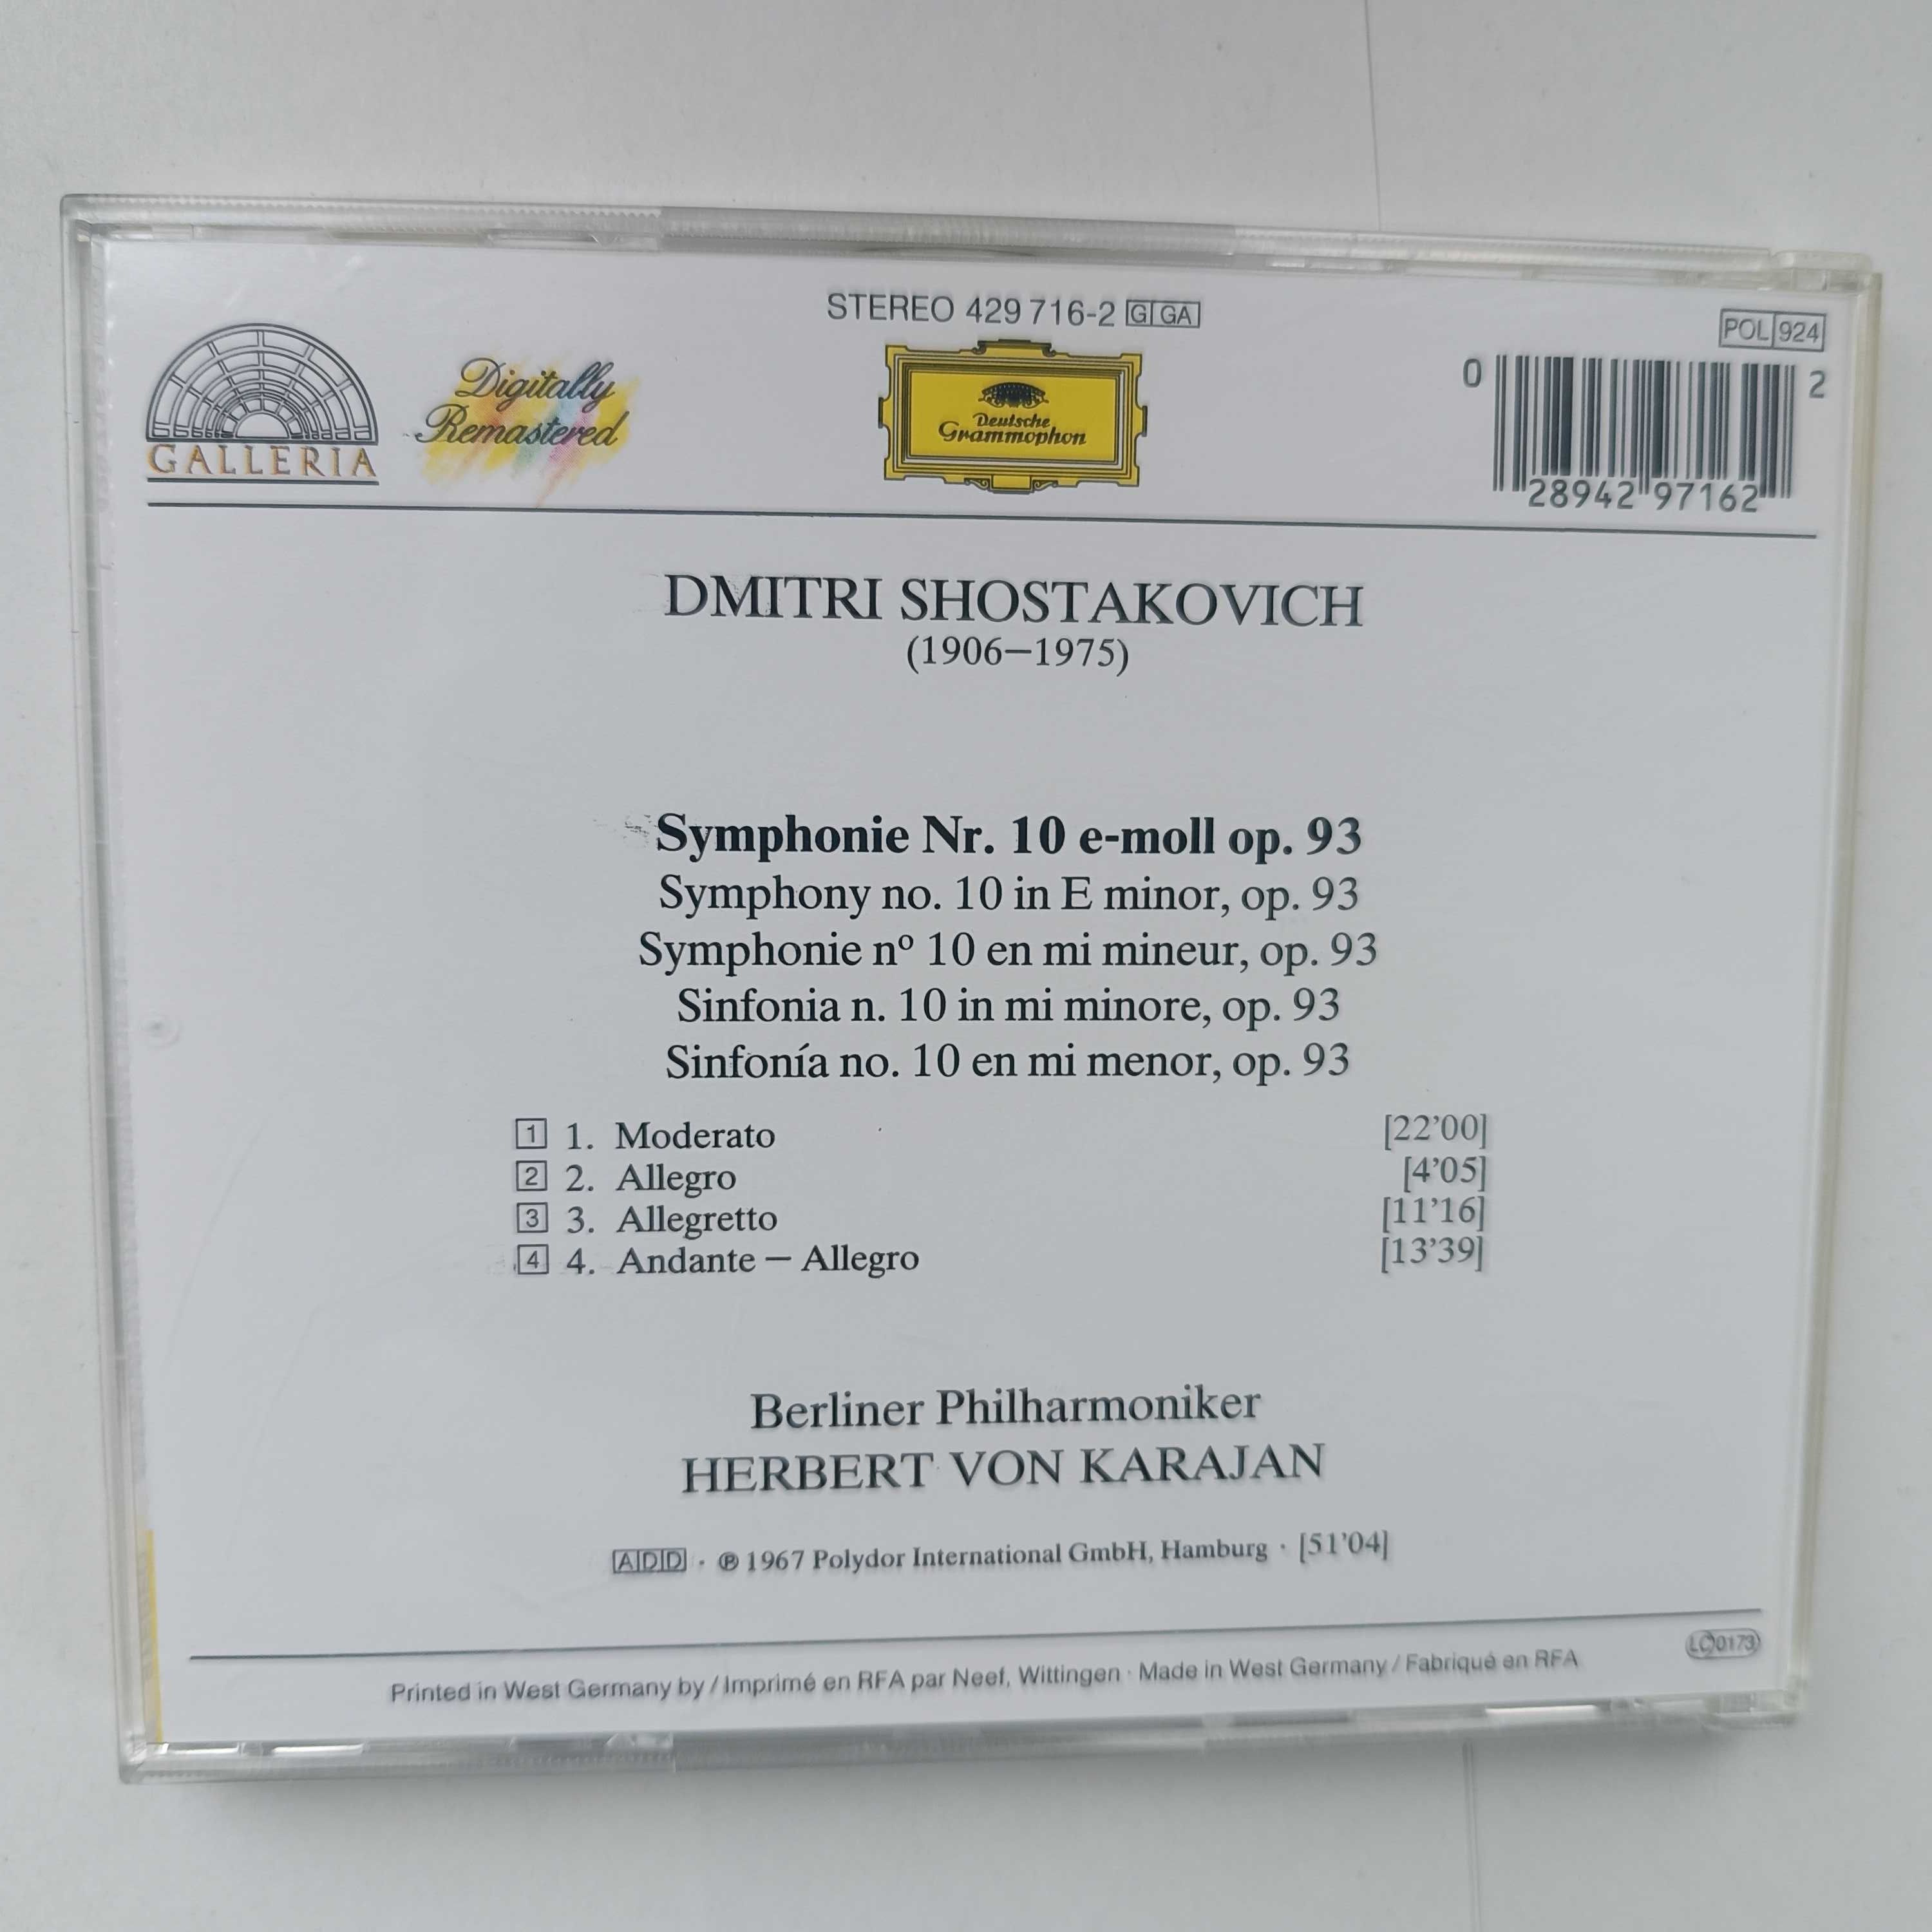 STEREO 429 716-2 G GA
POL 924
GALLERIA
Digitally
Remastered
Deutsche
Grammophon
0 28942 97162 2
DMITRI SHOSTAKOVICH
(1906–1975)
Symphonie Nr. 10 e-moll op. 93
Symphony no. 10 in E minor, op. 93
Symphonie nº 10 en mi mineur, op. 93
Sinfonia n. 10 in mi minore, op. 93
Sinfonía no. 10 en mi menor, op. 93
1 1. Moderato [22'00]
2 2. Allegro [4'05]
3 3. Allegretto [11'16]
4 4. Andante – Allegro [13'39]
Berliner Philharmoniker
HERBERT VON KARAJAN
ADD · ℗ 1967 Polydor International GmbH, Hamburg · [51'04]
LC 0173
Printed in West Germany by / Imprimé en RFA par Neef, Wittingen · Made in West Germany / Fabriqué en RFA